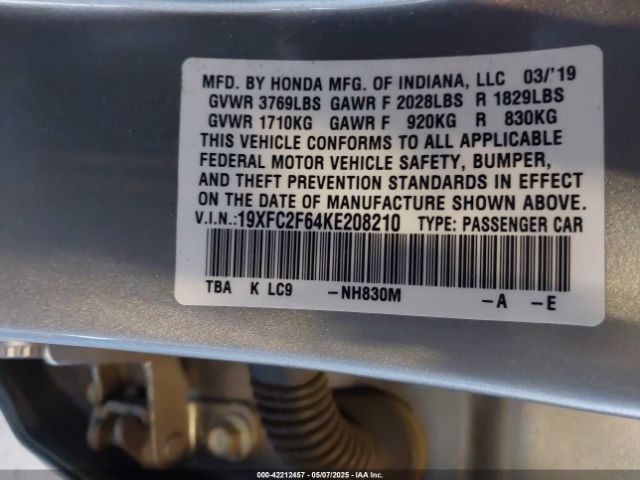 MFD. BY HONDA MFG. OF INDIANA, LLC 03/'19
GVWR 3769LBS GAWR F 2028LBS R 1829LBS
GVWR 1710KG GAWR F 920KG R 830KG
THIS VEHICLE CONFORMS TO ALL APPLICABLE
FEDERAL MOTOR VEHICLE SAFETY, BUMPER,
AND THEFT PREVENTION STANDARDS IN EFFECT
ON THE DATE OF MANUFACTURE SHOWN ABOVE.
V.I.N.:19XFC2F64KE208210 TYPE: PASSENGER CAR
TBA K LC9 -NH830M -A -E
000-42212457 05/07/2025 IAA Inc.